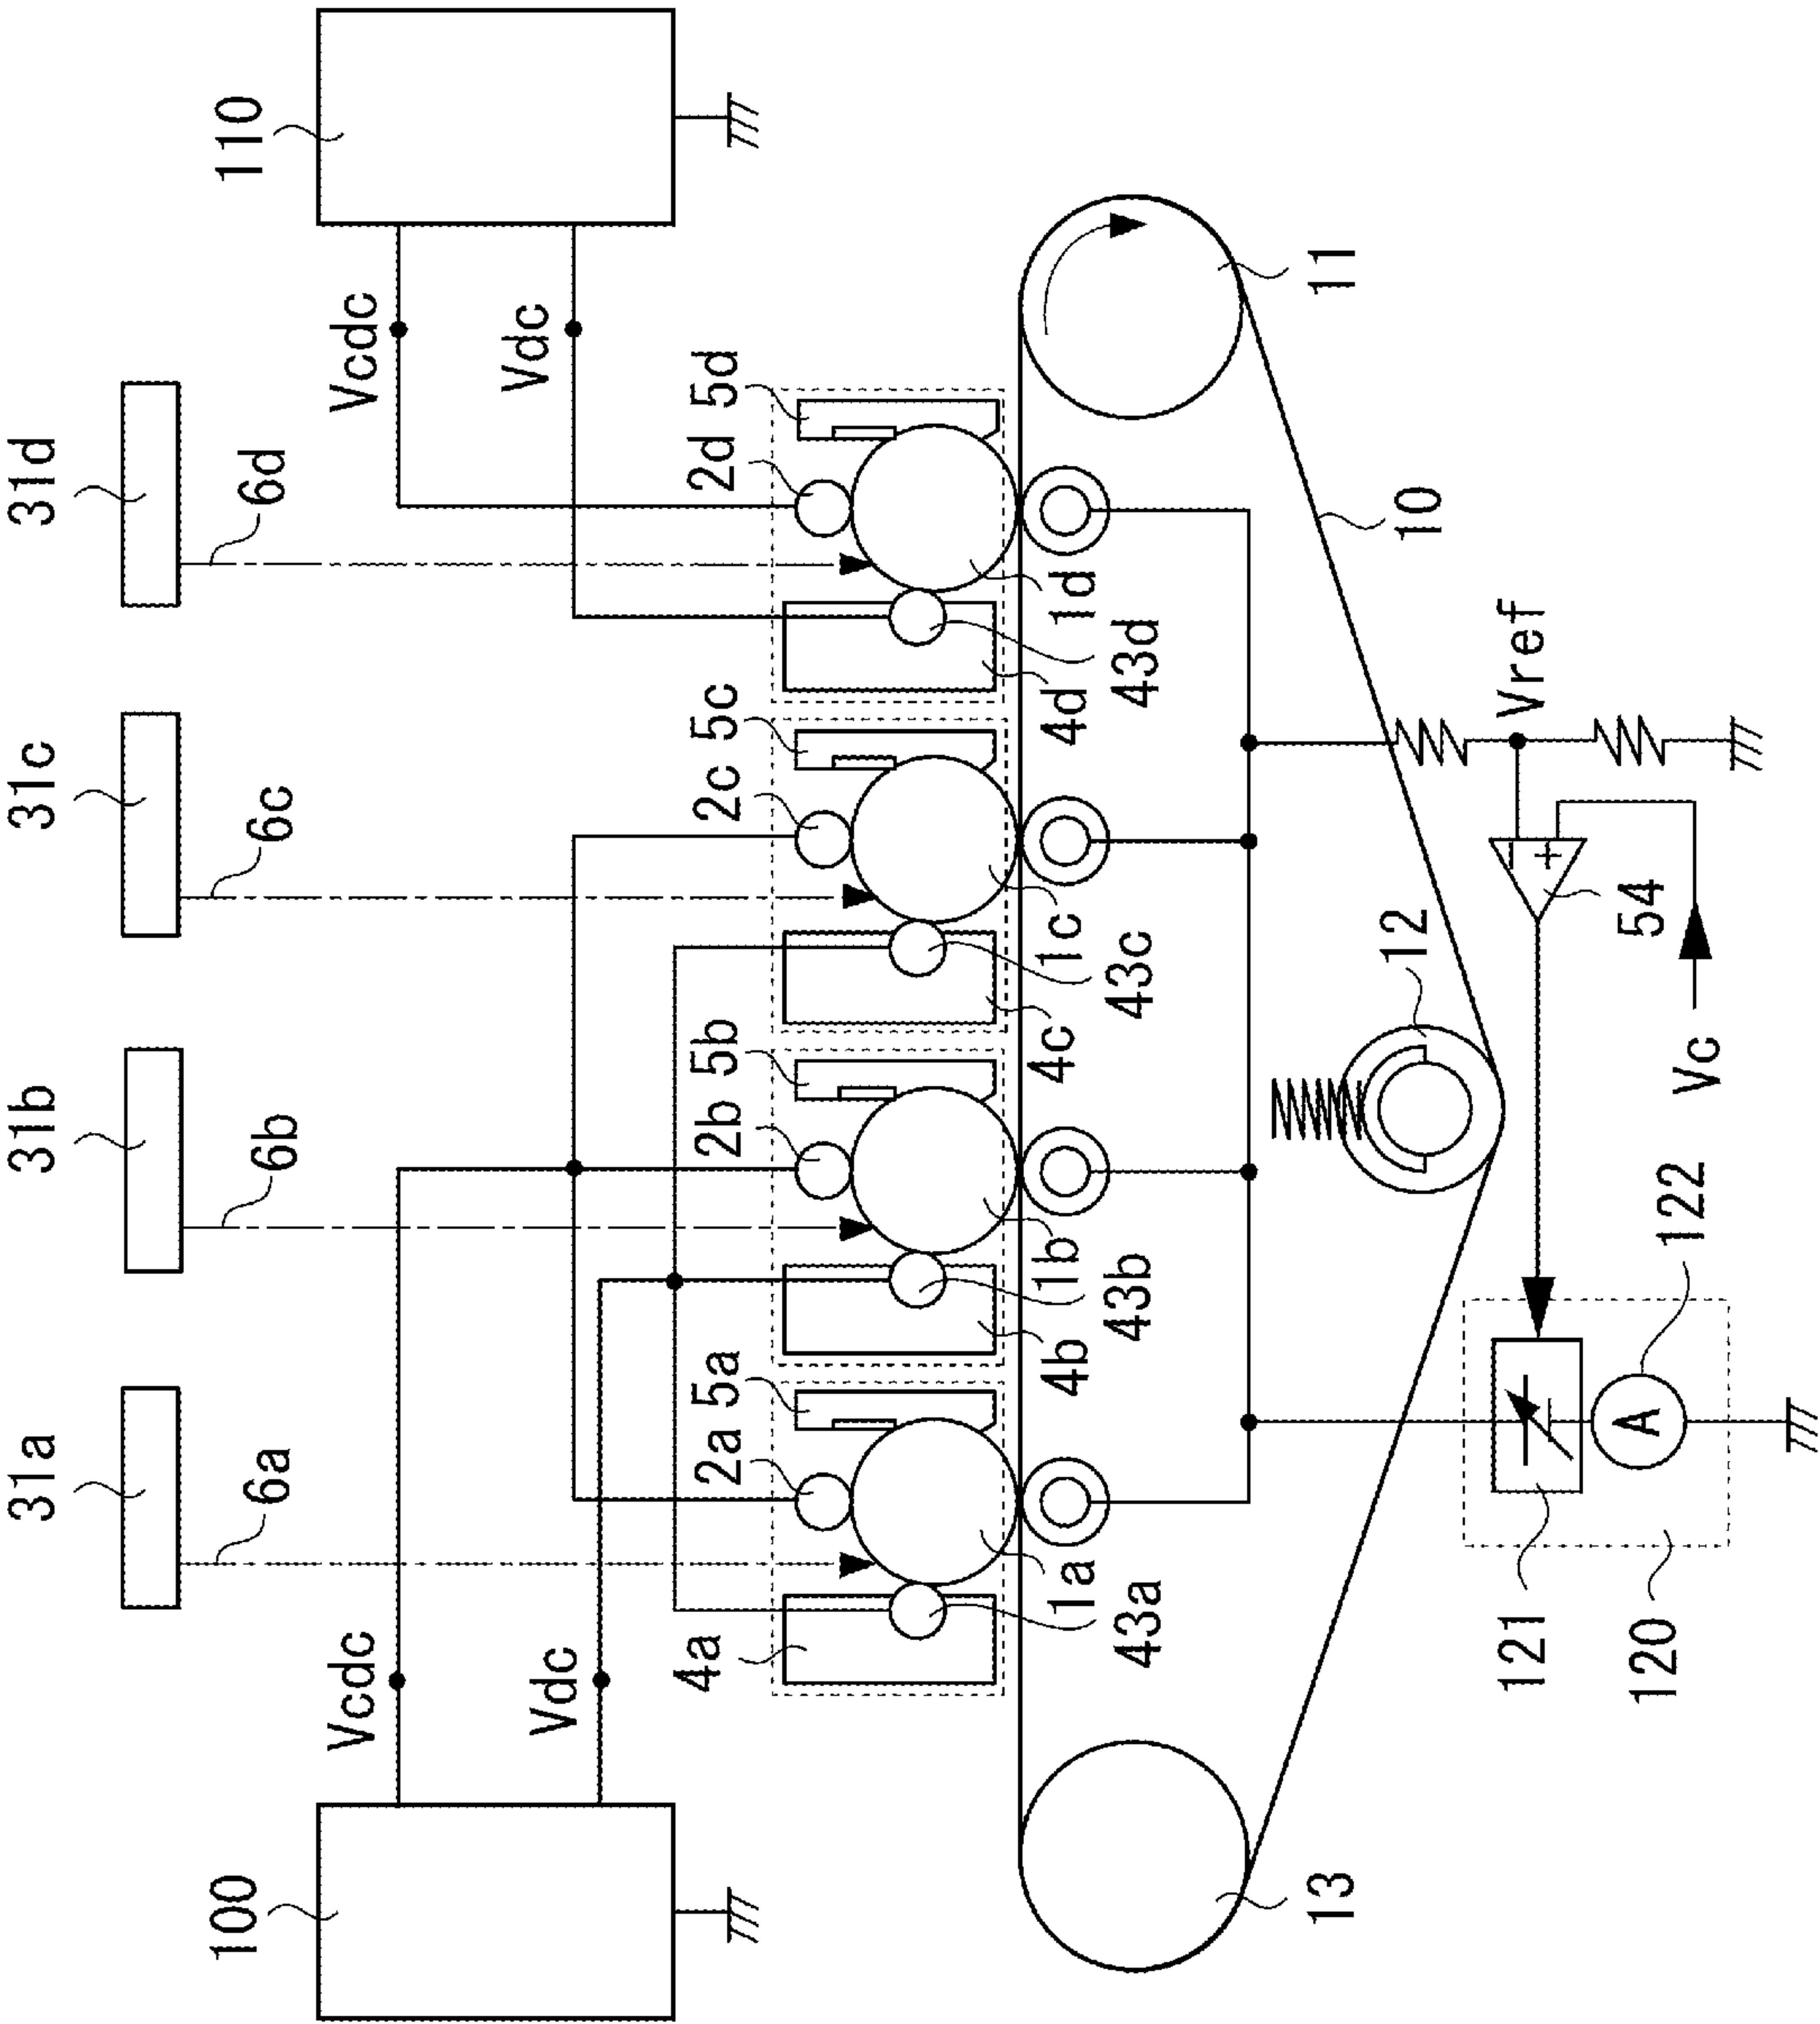 31a
31b
31c
31d
6a
6b
6c
6d
100
110
Vcdc
Vcdc
Vdc
Vdc
2a
5a
2b
5b
2c
5c
2d
5d
4a
1a
43a
4b
1b
43b
4c
1c
43c
4d
1d
43d
13
11
10
12
Vref
−
+
54
Vc
121
120
122
A